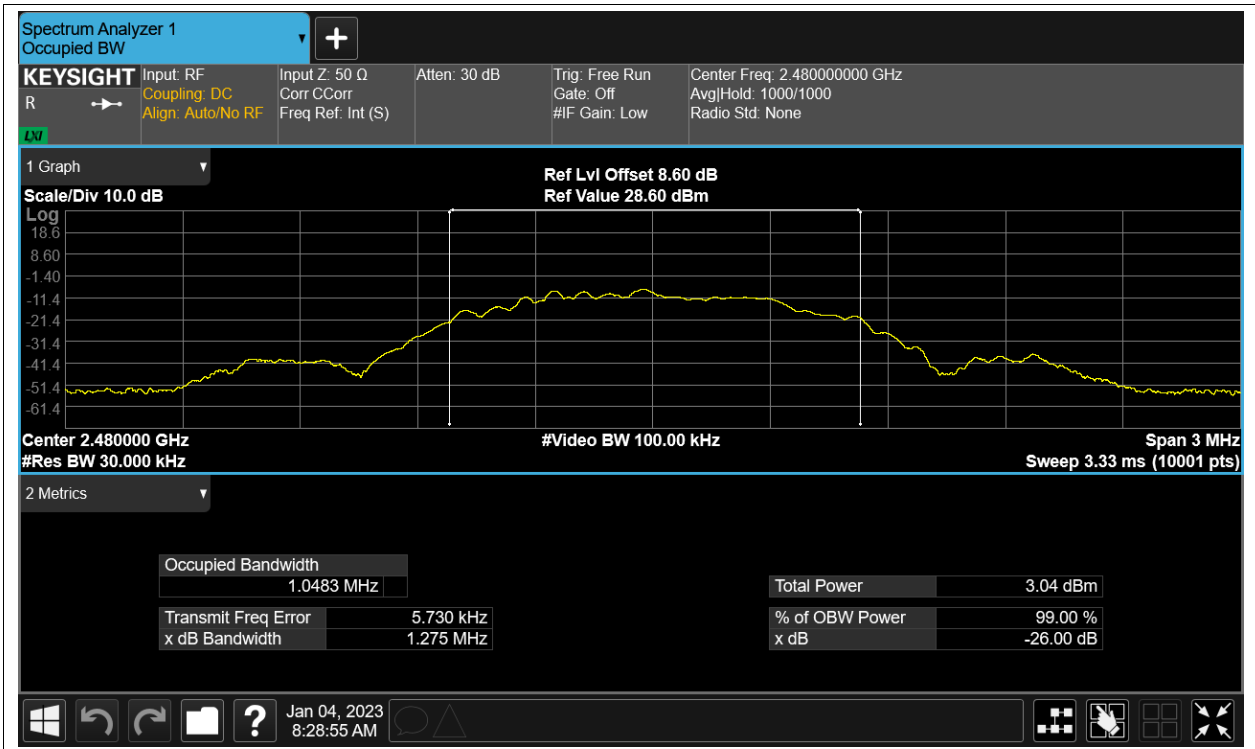 Spectrum Analyzer 1
Occupied BW
KEYSIGHT
R
LXI
Input: RF
Coupling: DC
Align: Auto/No RF
Input Z: 50 Ω
Corr CCorr
Freq Ref: Int (S)
Atten: 30 dB
Trig: Free Run
Gate: Off
#IF Gain: Low
Center Freq: 2.480000000 GHz
Avg|Hold: 1000/1000
Radio Std: None
1 Graph
Scale/Div 10.0 dB
Ref Lvl Offset 8.60 dB
Ref Value 28.60 dBm
Log
18.6
8.60
-1.40
-11.4
-21.4
-31.4
-41.4
-51.4
-61.4
Center 2.480000 GHz
#Video BW 100.00 kHz
Span 3 MHz
#Res BW 30.000 kHz
Sweep 3.33 ms (10001 pts)
2 Metrics
Occupied Bandwidth
1.0483 MHz
Total Power 3.04 dBm
Transmit Freq Error 5.730 kHz
% of OBW Power 99.00 %
x dB Bandwidth 1.275 MHz
x dB -26.00 dB
?
Jan 04, 2023
8:28:55 AM